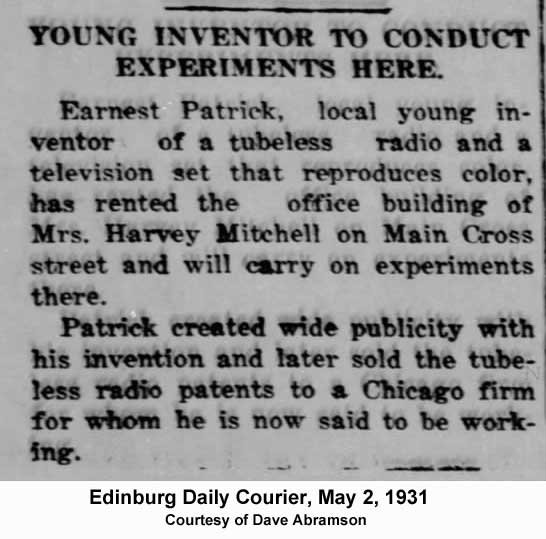 YOUNG INVENTOR TO CONDUCT
EXPERIMENTS HERE.
Earnest Patrick, local young in-
ventor of a tubeless radio and a
television set that reproduces color,
has rented the office building of
Mrs. Harvey Mitchell on Main Cross
street and will carry on experiments
there.
Patrick created wide publicity with
his invention and later sold the tube-
less radio patents to a Chicago firm
for whom he is now said to be work-
ing.
Edinburg Daily Courier, May 2, 1931
Courtesy of Dave Abramson